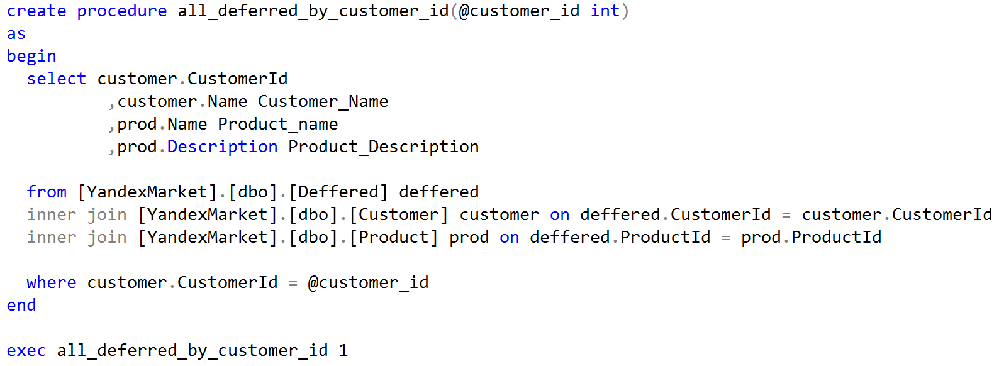 create procedure all_deferred_by_customer_id(@customer_id int)
as
begin
  select customer.CustomerId
          ,customer.Name Customer_Name
          ,prod.Name Product_name
          ,prod.Description Product_Description
  from [YandexMarket].[dbo].[Deffered] deffered
  inner join [YandexMarket].[dbo].[Customer] customer on deffered.CustomerId = customer.CustomerId
  inner join [YandexMarket].[dbo].[Product] prod on deffered.ProductId = prod.ProductId
  where customer.CustomerId = @customer_id
end
exec all_deferred_by_customer_id 1